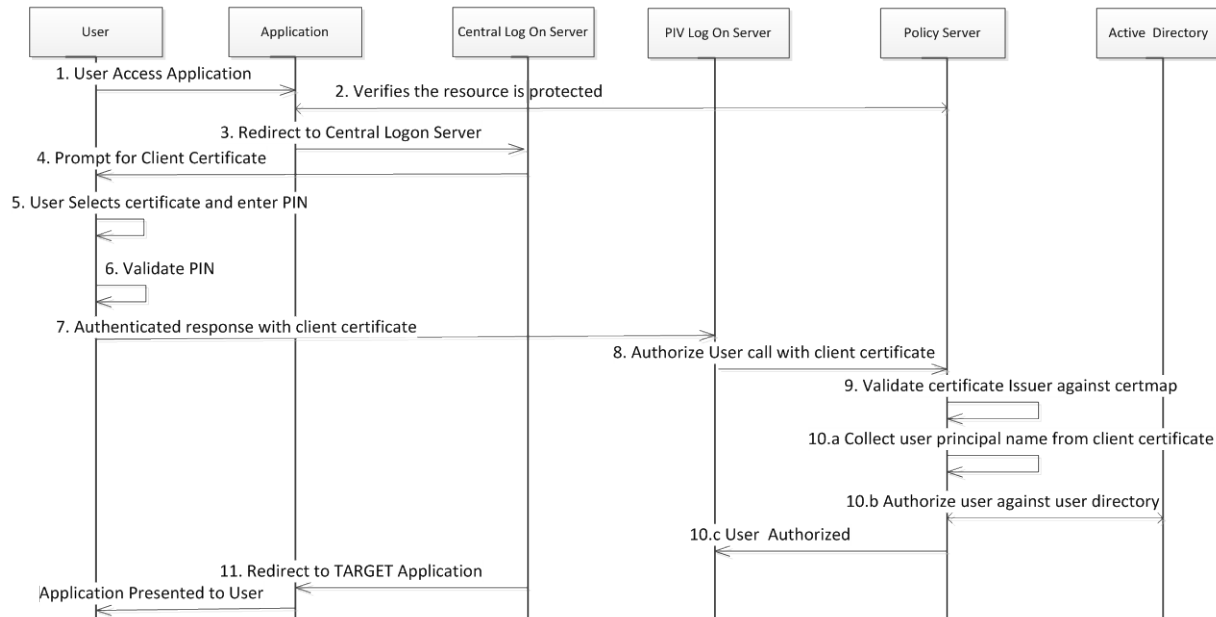 User
Application
Central Log On Server
PIV Log On Server
Policy Server
Active Directory
1. User Access Application
2. Verifies the resource is protected
3. Redirect to Central Logon Server
4. Prompt for Client Certificate
5. User Selects certificate and enter PIN
6. Validate PIN
7. Authenticated response with client certificate
8. Authorize User call with client certificate
9. Validate certificate Issuer against certmap
10.a Collect user principal name from client certificate
10.b Authorize user against user directory
10.c User Authorized
11. Redirect to TARGET Application
Application Presented to User